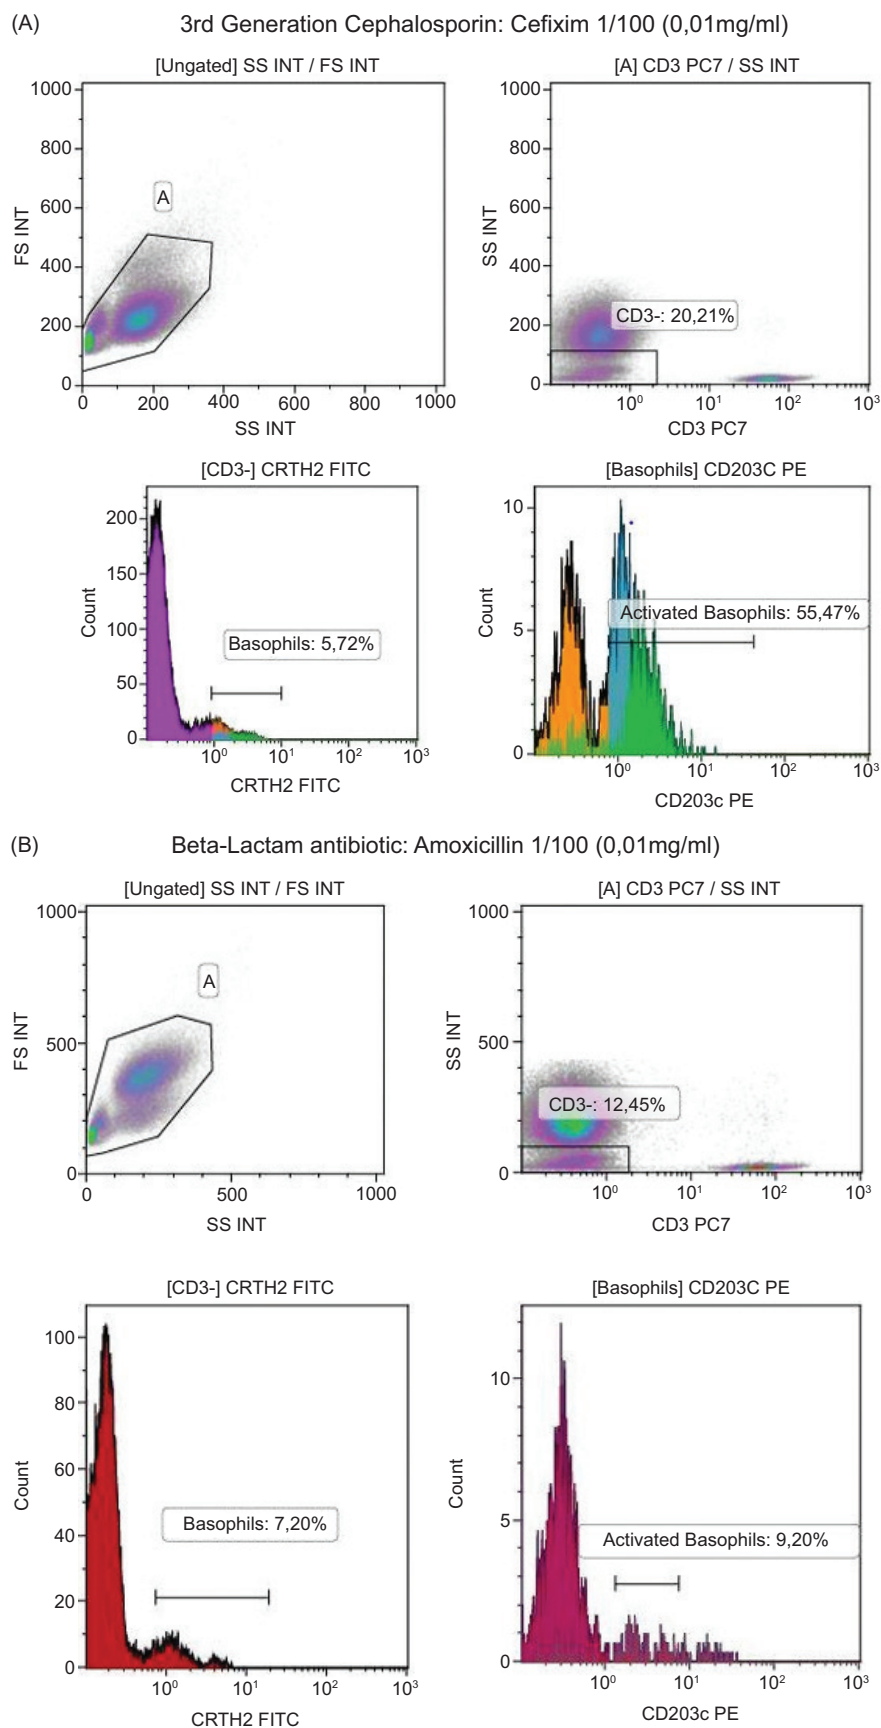 (A) 3rd Generation Cephalosporin: Cefixim 1/100 (0,01mg/ml)
[Ungated] SS INT / FS INT
1000
800
600
400
200
0
FS INT
A
0 200 400 600 800 1000
SS INT
[A] CD3 PC7 / SS INT
1000
800
600
400
200
0
SS INT
CD3-: 20,21%
10⁰ 10¹ 10² 10³
CD3 PC7
[CD3-] CRTH2 FITC
200
150
100
50
0
Count
Basophils: 5,72%
10⁰ 10¹ 10² 10³
CRTH2 FITC
[Basophils] CD203C PE
10
5
0
Count
Activated Basophils: 55,47%
10⁰ 10¹ 10² 10³
CD203c PE
(B) Beta-Lactam antibiotic: Amoxicillin 1/100 (0,01mg/ml)
[Ungated] SS INT / FS INT
1000
500
0
FS INT
A
0 500 1000
SS INT
[A] CD3 PC7 / SS INT
1000
500
0
SS INT
CD3-: 12,45%
10⁰ 10¹ 10² 10³
CD3 PC7
[CD3-] CRTH2 FITC
100
80
60
40
20
0
Count
Basophils: 7,20%
10⁰ 10¹ 10² 10³
CRTH2 FITC
[Basophils] CD203C PE
10
5
0
Count
Activated Basophils: 9,20%
10⁰ 10¹ 10² 10³
CD203c PE